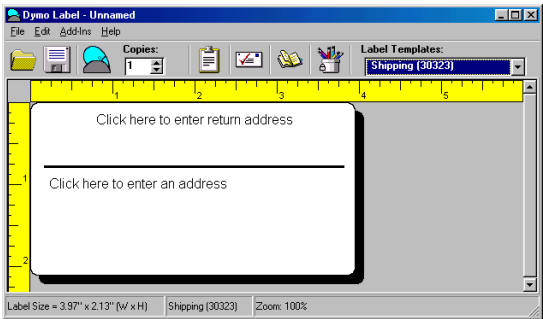 Dymo Label - Unnamed
File Edit Add-Ins Help
Copies:
1
Label Templates:
Shipping (30323)
1 2 3 4 5
Click here to enter return address
1
Click here to enter an address
2
Label Size = 3.97" x 2.13" (W x H) Shipping (30323) Zoom: 100%